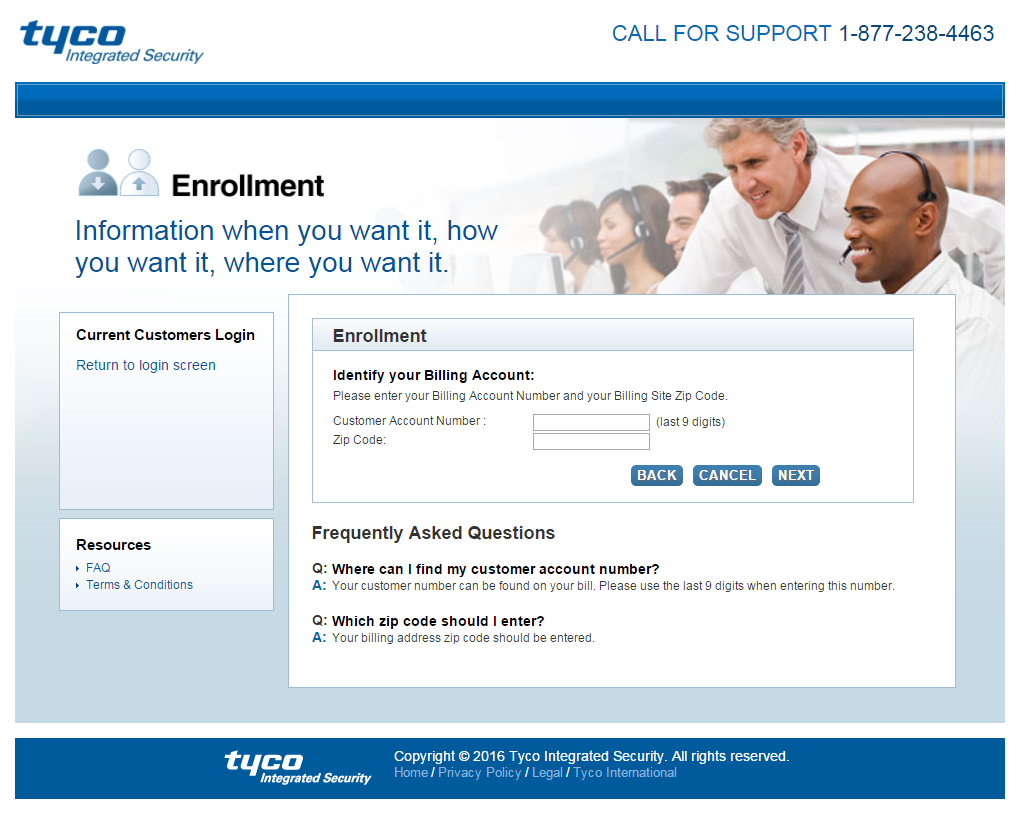 tyco
Integrated Security
CALL FOR SUPPORT 1-877-238-4463
Enrollment
Information when you want it, how
you want it, where you want it.
Current Customers Login
Return to login screen
Resources
FAQ
Terms & Conditions
Enrollment
Identify your Billing Account:
Please enter your Billing Account Number and your Billing Site Zip Code.
Customer Account Number : (last 9 digits)
Zip Code:
BACK CANCEL NEXT
Frequently Asked Questions
Q: Where can I find my customer account number?
A: Your customer number can be found on your bill. Please use the last 9 digits when entering this number.
Q: Which zip code should I enter?
A: Your billing address zip code should be entered.
tyco
Integrated Security
Copyright © 2016 Tyco Integrated Security. All rights reserved.
Home / Privacy Policy / Legal / Tyco International